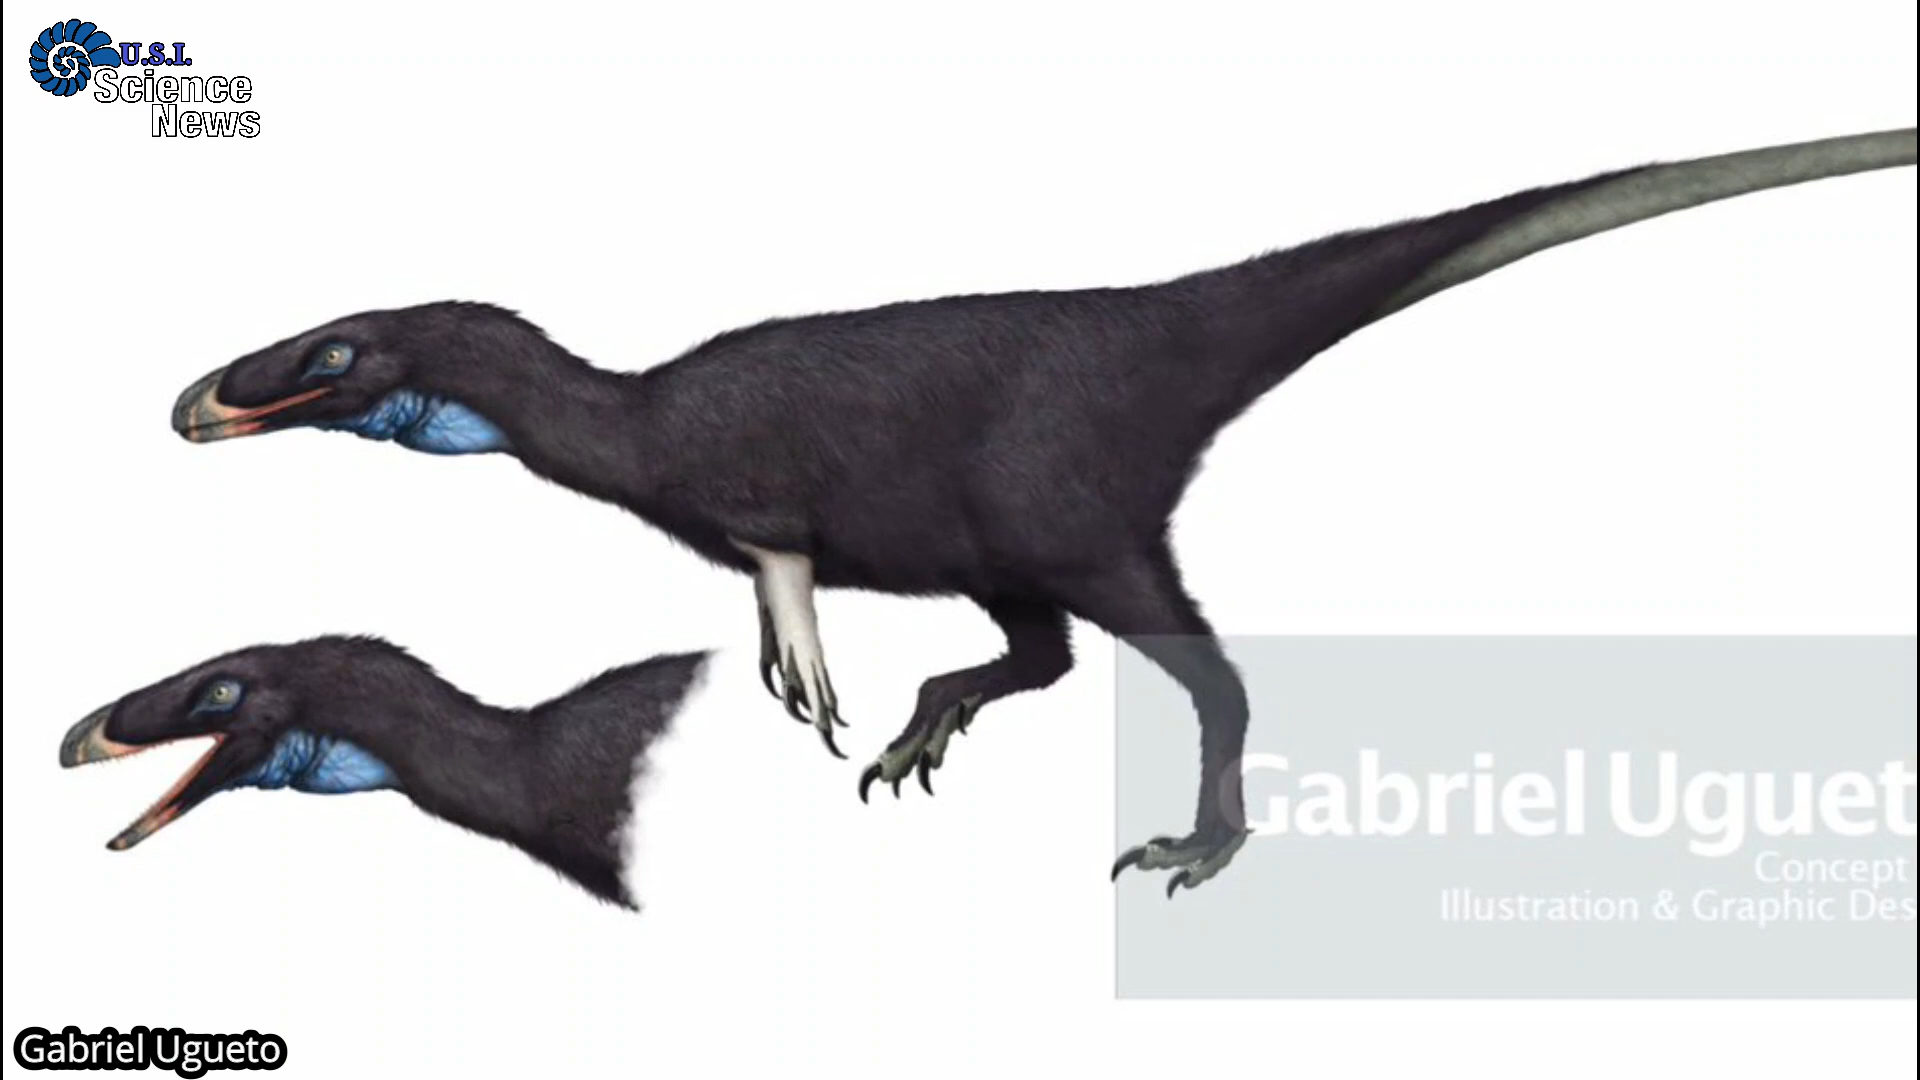 U.S.I.
Science
News
Gabriel Uguet
Concept
Illustration & Graphic Des
Gabriel Ugueto